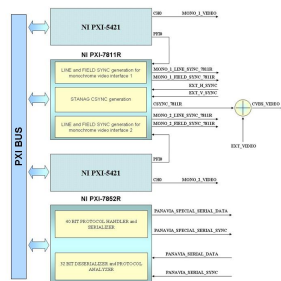 CH0
MONO_1_VIDEO
NI PXI-5421
PFI0
NI PXI-7811R
LINE and FIELD SYNC generation for
monochrome video interface 1
MONO_1_LINE_SYNC_7811R
MONO_1_FIELD_SYNC_7811R
EXT_H_SYNC
EXT_V_SYNC
STANAG CSYNC generation
CSYNC_7811R
CVBS_VIDEO
MONO_2_LINE_SYNC_7811R
MONO_2_FIELD_SYNC_7811R
LINE and FIELD SYNC generation for
monochrome video interface 2
EXT_VIDEO
PXI BUS
PFI0
NI PXI-5421
CH0
MONO_2_VIDEO
NI PXI-7852R
PANAVIA_SPECIAL_SERIAL_DATA
40 BIT PROTOCOL HANDLER and
SERIALIZER
PANAVIA_SPECIAL_SERIAL_SYNC
PANAVIA_SERIAL_DATA
32 BIT DESERIALIZER and PROTOCOL
ANALYZER
PANAVIA_SERIAL_SYNC